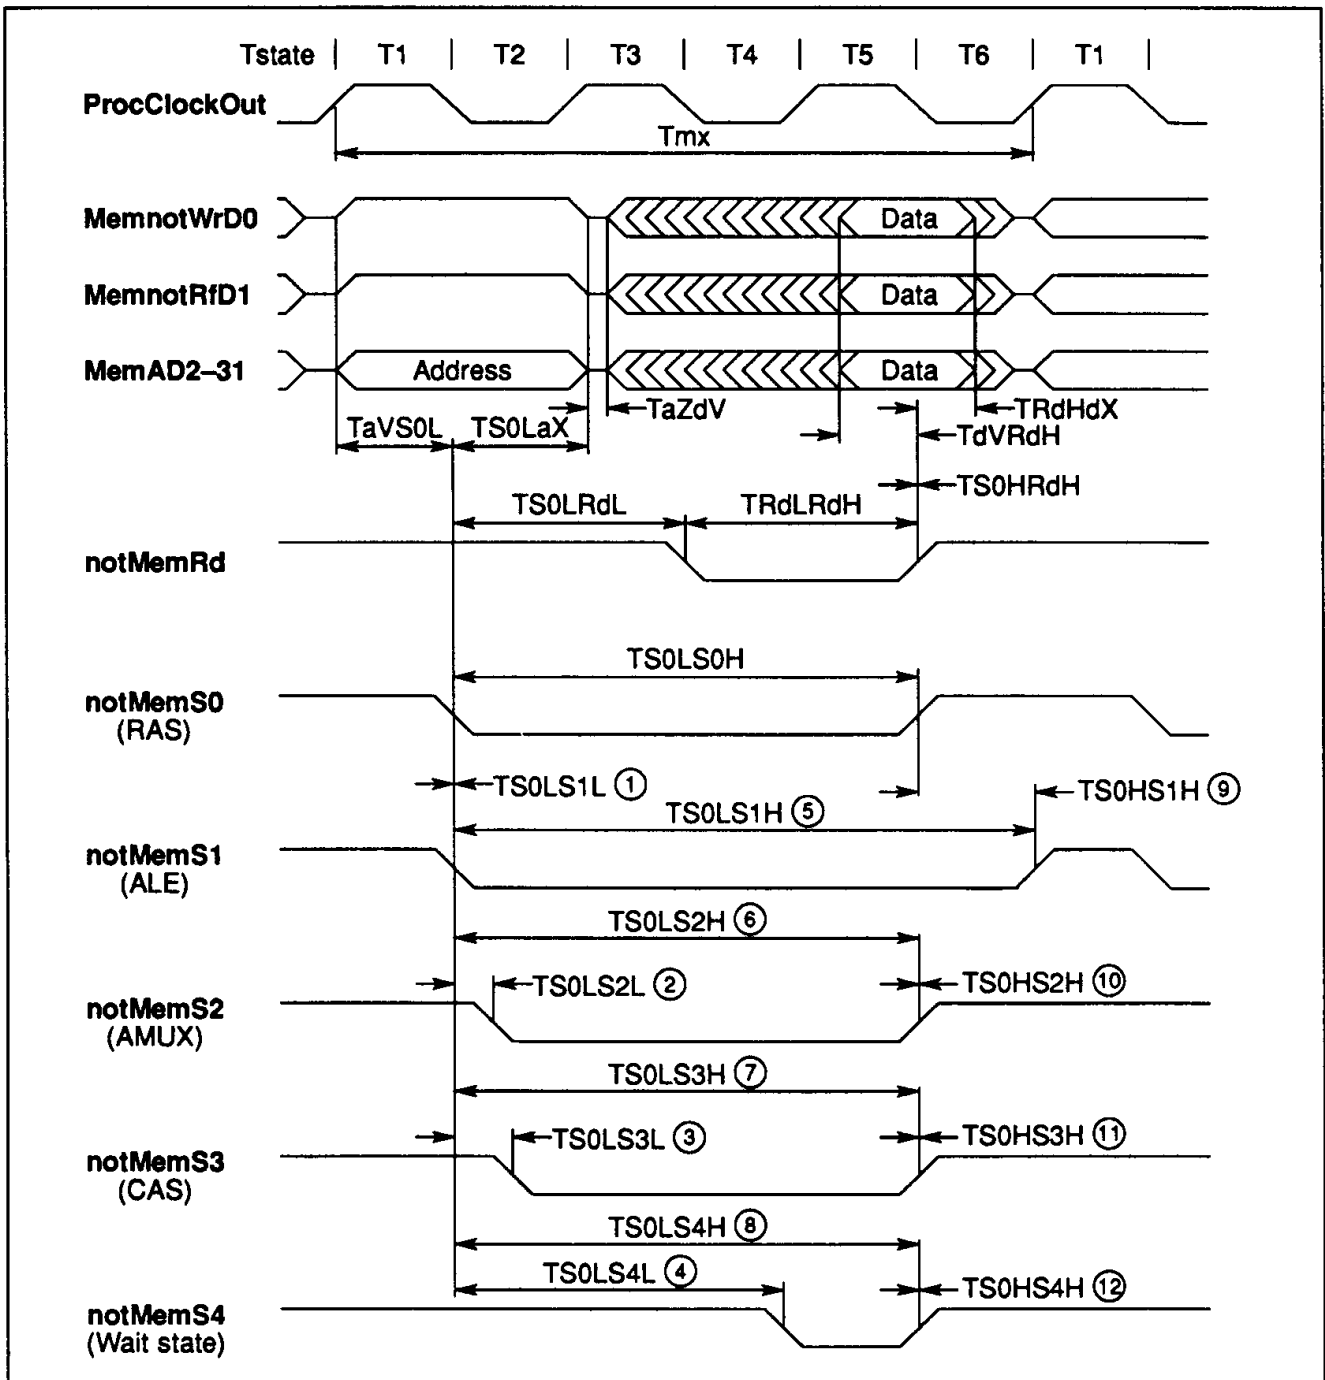 Tstate | T1 | T2 | T3 | T4 | T5 | T6 | T1 |
ProcClockOut
Tmx
MemnotWrD0 Data
MemnotRfD1 Data
MemAD2–31 Address Data
TaZdV TRdHdX
TaVS0L TS0LaX TdVRdH
TS0HRdH
TS0LRdL TRdLRdH
notMemRd
TS0LS0H
notMemS0
(RAS)
TS0LS1L ① TS0HS1H ⑨
TS0LS1H ⑤
notMemS1
(ALE)
TS0LS2H ⑥
TS0LS2L ② TS0HS2H ⑩
notMemS2
(AMUX)
TS0LS3H ⑦
TS0LS3L ③ TS0HS3H ⑪
notMemS3
(CAS)
TS0LS4H ⑧
TS0LS4L ④ TS0HS4H ⑫
notMemS4
(Wait state)